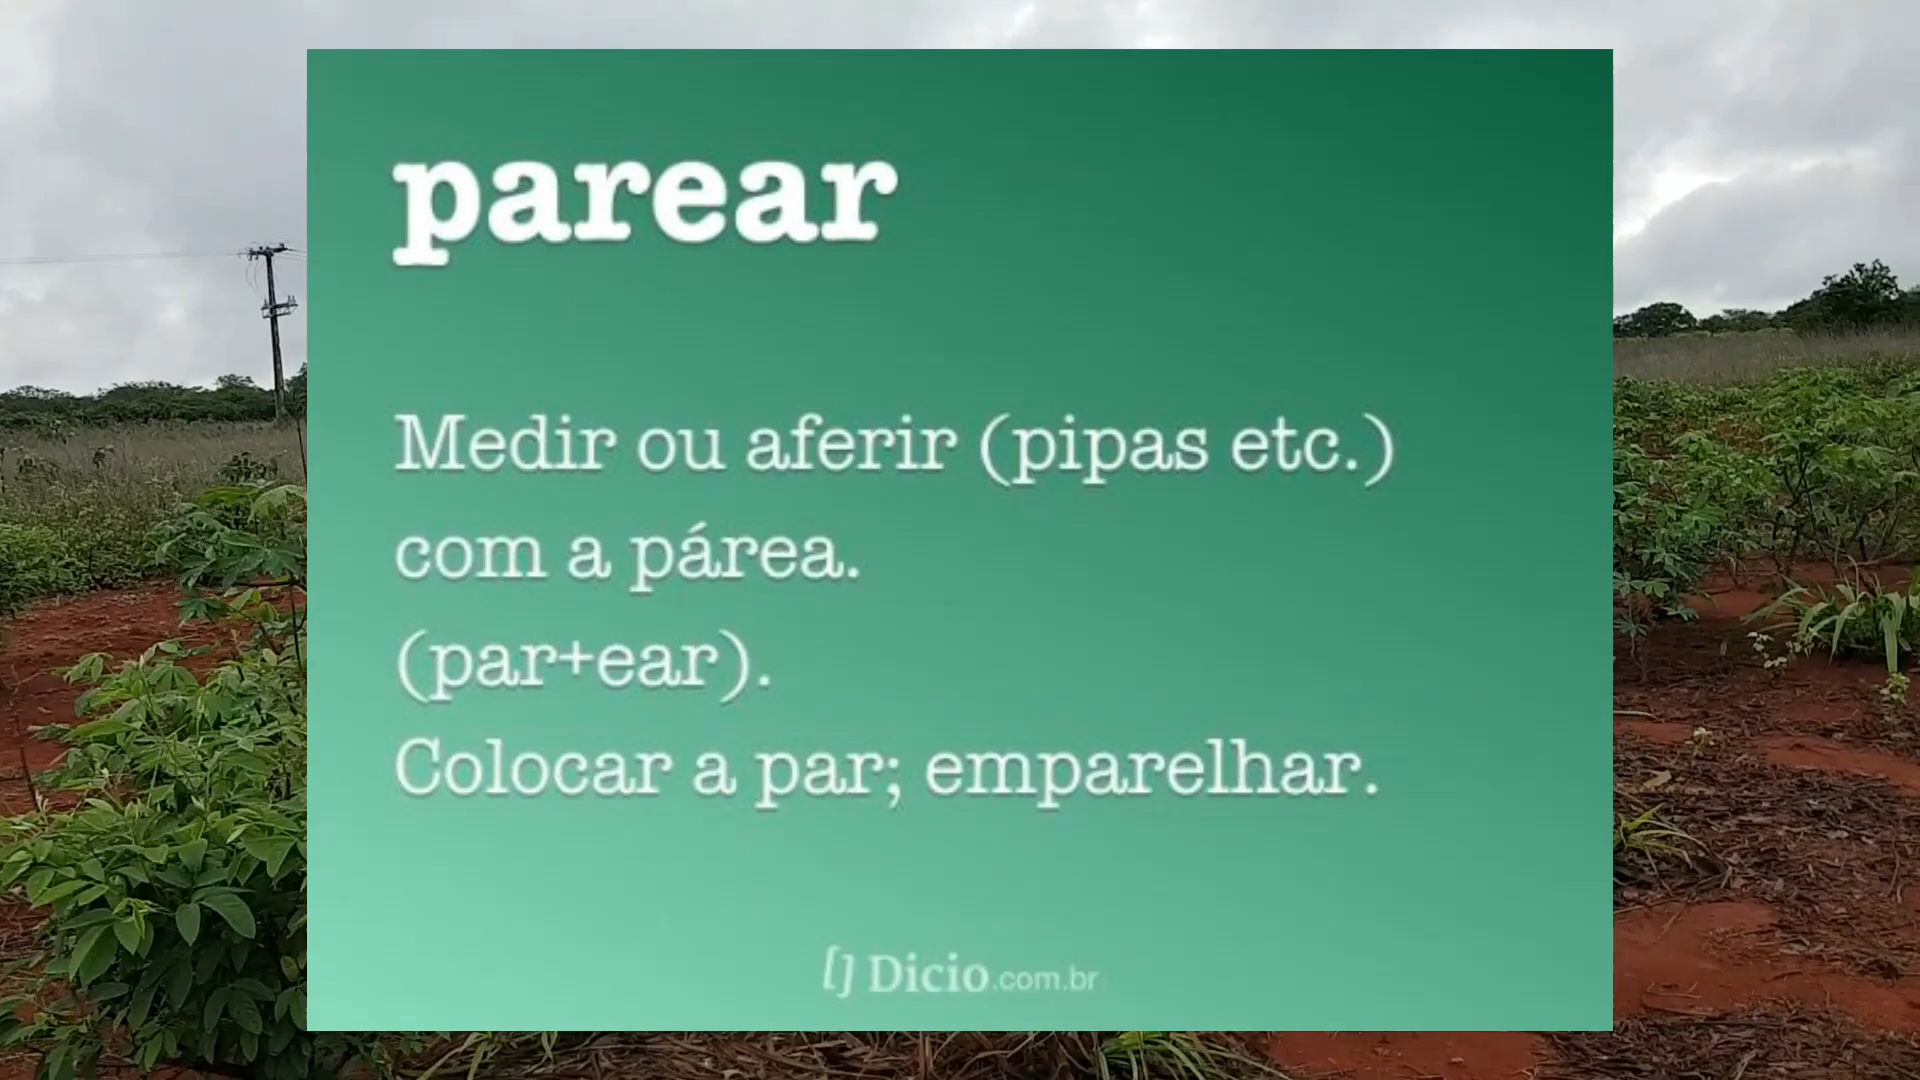 parear
Medir ou aferir (pipas etc.)
com a párea.
(par+ear).
Colocar a par; emparelhar.
[] Dicio.com.br